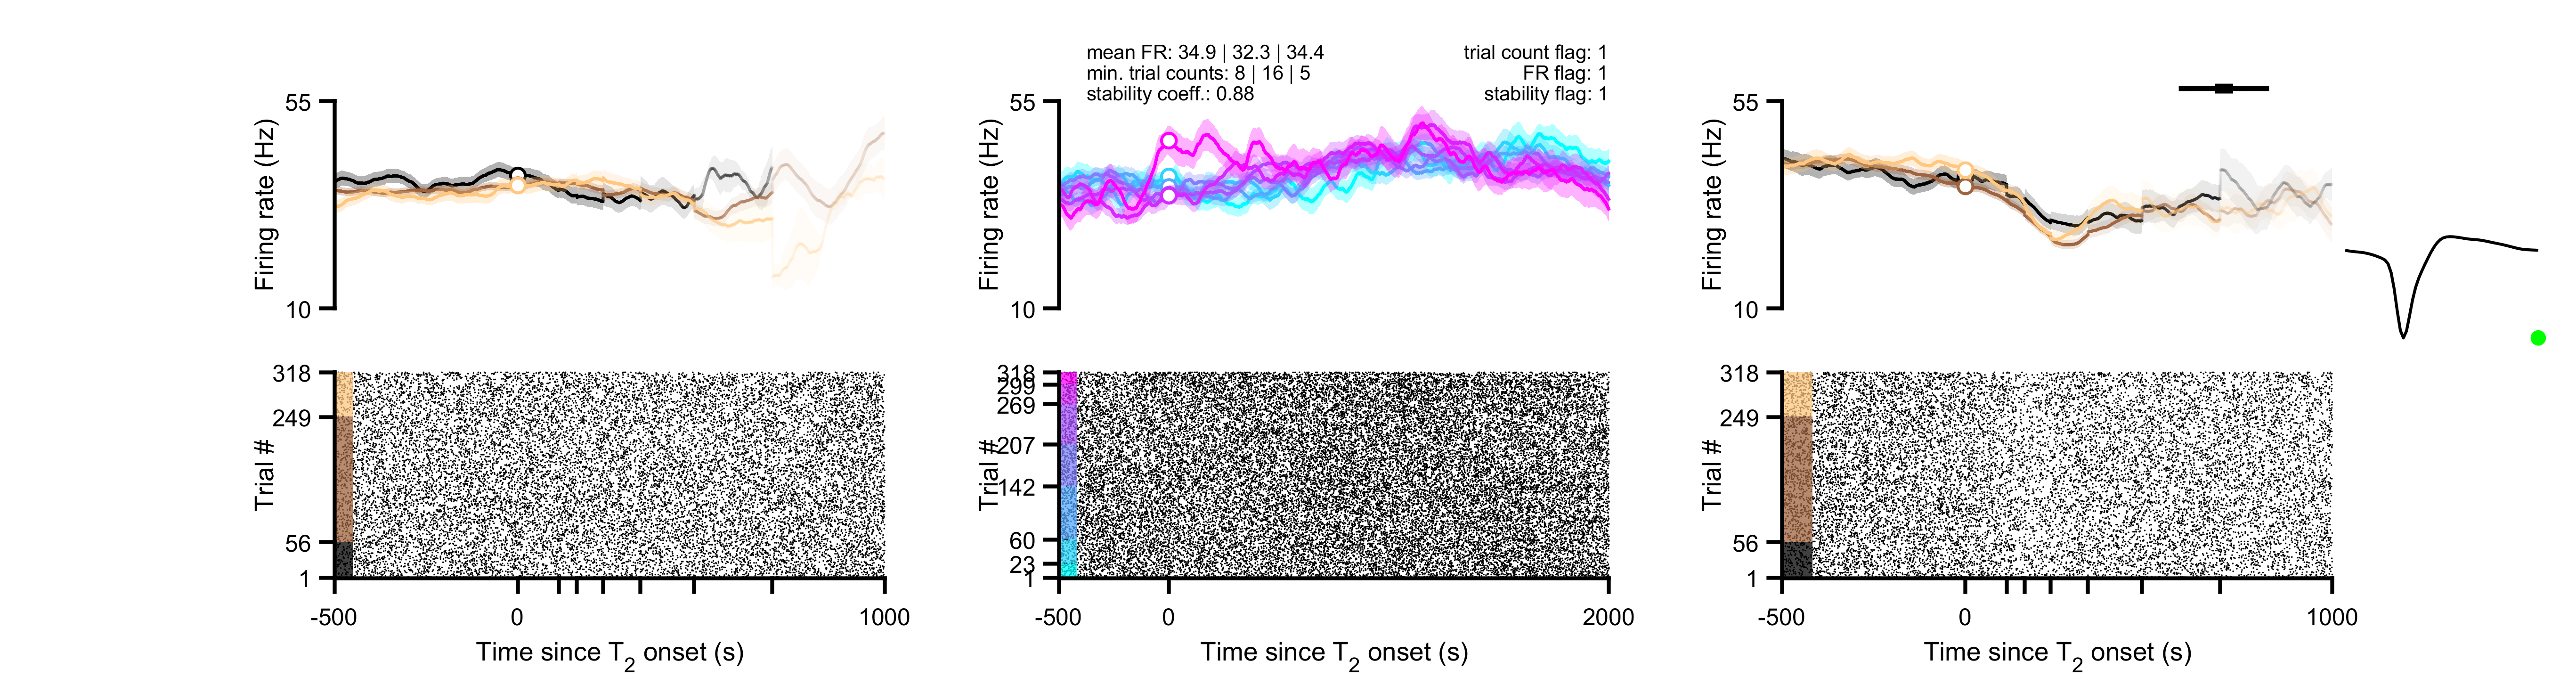 mean FR: 34.9 | 32.3 | 34.4
min. trial counts: 8 | 16 | 5
stability coeff.: 0.88
trial count flag: 1
FR flag: 1
stability flag: 1
55
10
Firing rate (Hz)
318
249
56
1
Trial #
-500
0
1000
Time since T2 onset (s)
55
10
Firing rate (Hz)
318
269
207
142
60
23
1
Trial #
-500
0
2000
Time since T2 onset (s)
55
10
Firing rate (Hz)
318
249
56
1
Trial #
-500
0
1000
Time since T2 onset (s)